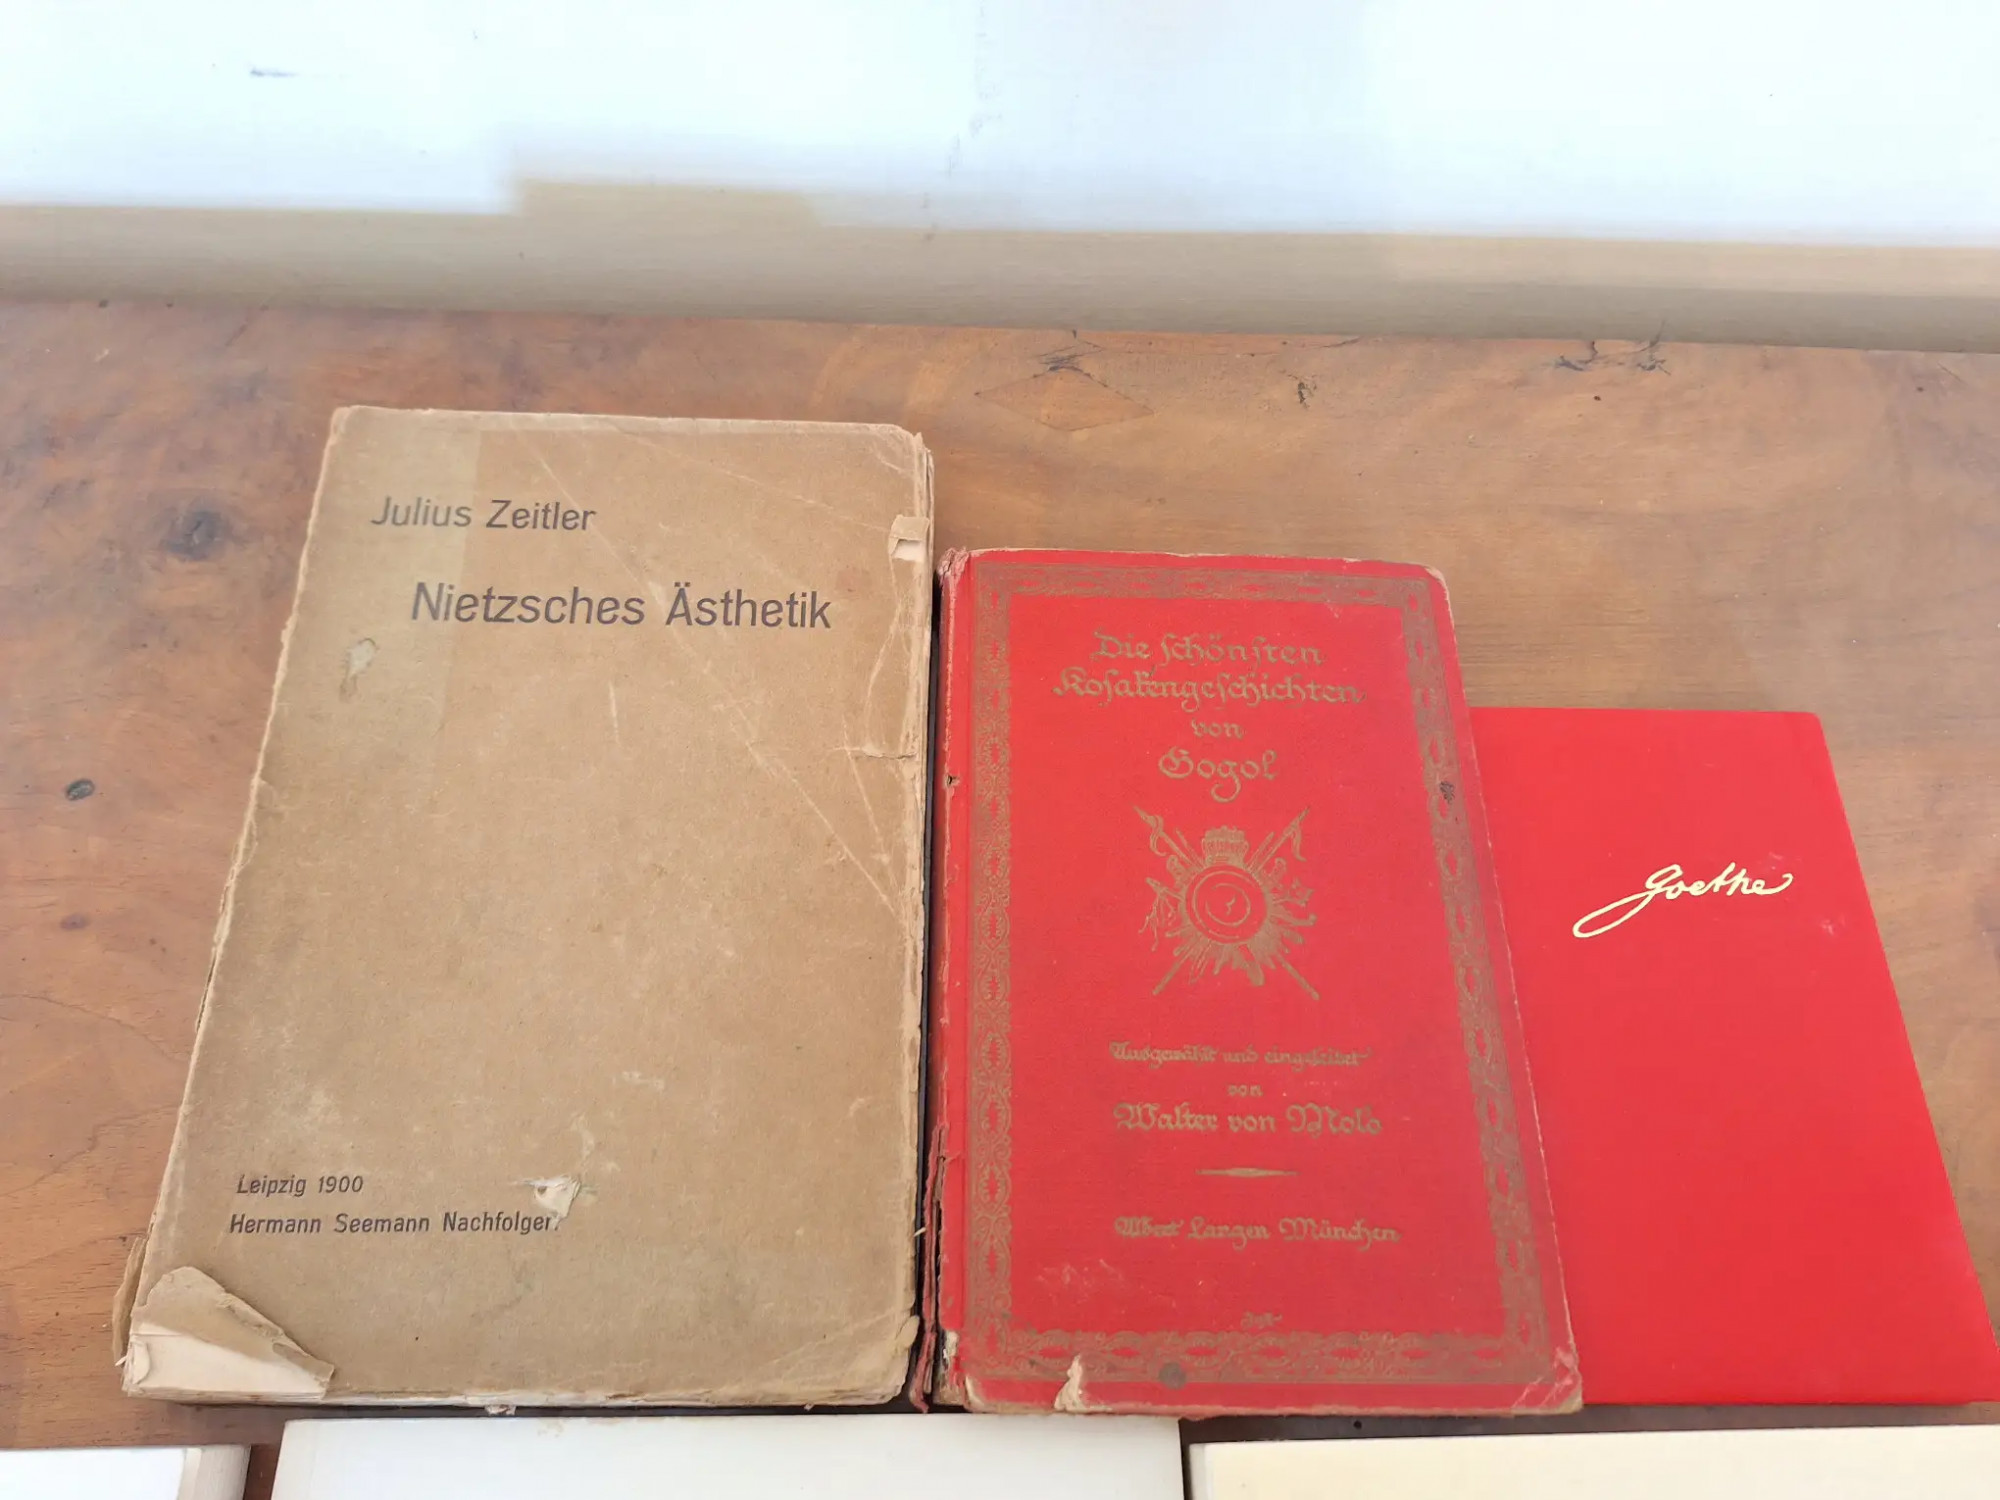 Julius Zeitler
Nietzsches Ästhetik
Leipzig 1900
Hermann Seemann Nachfolger.
Die schönsten
Kosakengeschichten
von
Gogol
Ausgewählt und eingeleitet
von
Walter von Molo
Albert Langen München
Goethe